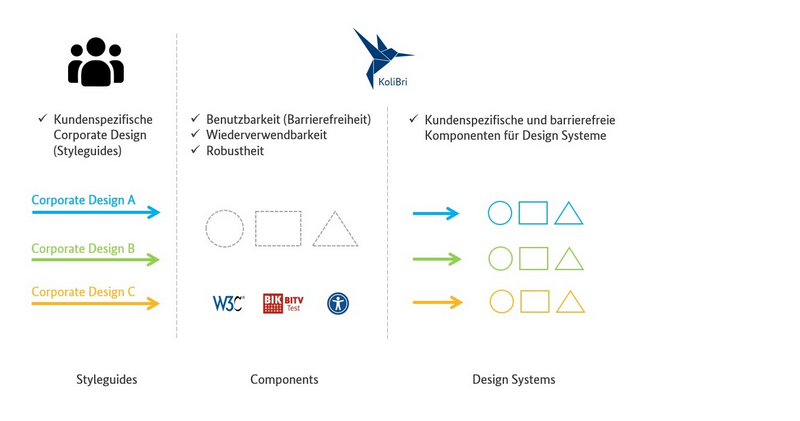 KoliBri
✓ Kundenspezifische
Corporate Design
(Styleguides)
✓ Benutzbarkeit (Barrierefreiheit)
✓ Wiederverwendbarkeit
✓ Robustheit
✓ Kundenspezifische und barrierefreie
Komponenten für Design Systeme
Corporate Design A
Corporate Design B
Corporate Design C
W3C
BIK BITV
Test
Styleguides
Components
Design Systems